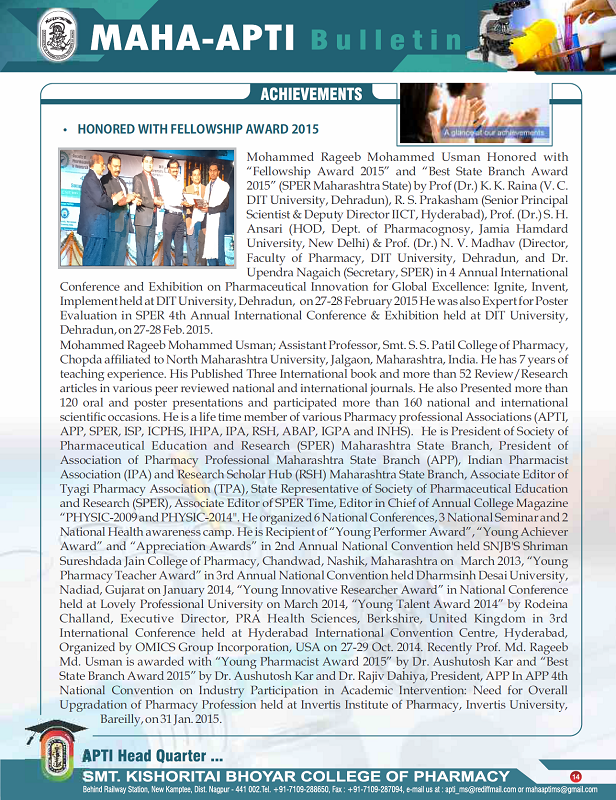 MAHA-APTI Bulletin
ACHIEVEMENTS
A glance at our achievements
• HONORED WITH FELLOWSHIP AWARD 2015
Mohammed Rageeb Mohammed Usman Honored with
“Fellowship Award 2015” and “Best State Branch Award
2015” (SPER Maharashtra State) by Prof (Dr.) K. K. Raina (V. C.
DIT University, Dehradun), R. S. Prakasham (Senior Principal
Scientist & Deputy Director IICT, Hyderabad), Prof. (Dr.) S. H.
Ansari (HOD, Dept. of Pharmacognosy, Jamia Hamdard
University, New Delhi) & Prof. (Dr.) N. V. Madhav (Director,
Faculty of Pharmacy, DIT University, Dehradun, and Dr.
Upendra Nagaich (Secretary, SPER) in 4 Annual International
Conference and Exhibition on Pharmaceutical Innovation for Global Excellence: Ignite, Invent,
Implement held at DIT University, Dehradun, on 27-28 February 2015 He was also Expert for Poster
Evaluation in SPER 4th Annual International Conference & Exhibition held at DIT University,
Dehradun, on 27-28 Feb. 2015.
Mohammed Rageeb Mohammed Usman; Assistant Professor, Smt. S. S. Patil College of Pharmacy,
Chopda affiliated to North Maharashtra University, Jalgaon, Maharashtra, India. He has 7 years of
teaching experience. His Published Three International book and more than 52 Review/Research
articles in various peer reviewed national and international journals. He also Presented more than
120 oral and poster presentations and participated more than 160 national and international
scientific occasions. He is a life time member of various Pharmacy professional Associations (APTI,
APP, SPER, ISP, ICPHS, IHPA, IPA, RSH, ABAP, IGPA and INHS). He is President of Society of
Pharmaceutical Education and Research (SPER) Maharashtra State Branch, President of
Association of Pharmacy Professional Maharashtra State Branch (APP), Indian Pharmacist
Association (IPA) and Research Scholar Hub (RSH) Maharashtra State Branch, Associate Editor of
Tyagi Pharmacy Association (TPA), State Representative of Society of Pharmaceutical Education
and Research (SPER), Associate Editor of SPER Time, Editor in Chief of Annual College Magazine
“PHYSIC-2009 and PHYSIC-2014". He organized 6 National Conferences, 3 National Seminar and 2
National Health awareness camp. He is Recipient of “Young Performer Award”, “Young Achiever
Award” and “Appreciation Awards” in 2nd Annual National Convention held SNJB'S Shriman
Sureshdada Jain College of Pharmacy, Chandwad, Nashik, Maharashtra on March 2013, “Young
Pharmacy Teacher Award” in 3rd Annual National Convention held Dharmsinh Desai University,
Nadiad, Gujarat on January 2014, “Young Innovative Researcher Award” in National Conference
held at Lovely Professional University on March 2014, “Young Talent Award 2014” by Rodeina
Challand, Executive Director, PRA Health Sciences, Berkshire, United Kingdom in 3rd
International Conference held at Hyderabad International Convention Centre, Hyderabad,
Organized by OMICS Group Incorporation, USA on 27-29 Oct. 2014. Recently Prof. Md. Rageeb
Md. Usman is awarded with “Young Pharmacist Award 2015” by Dr. Aushutosh Kar and “Best
State Branch Award 2015” by Dr. Aushutosh Kar and Dr. Rajiv Dahiya, President, APP In APP 4th
National Convention on Industry Participation in Academic Intervention: Need for Overall
Upgradation of Pharmacy Profession held at Invertis Institute of Pharmacy, Invertis University,
Bareilly, on 31 Jan. 2015.
APTI Head Quarter ...
SMT. KISHORITAI BHOYAR COLLEGE OF PHARMACY
14
Behind Railway Station, New Kamptee, Dist. Nagpur - 441 002.Tel. +91-7109-288650, Fax : +91-7109-287094, e-mail us at : apti_ms@rediffmail.com or mahaaptims@gmail.com